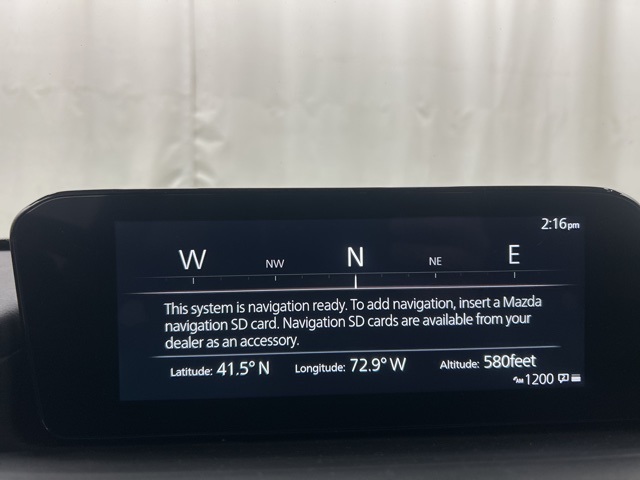 2:16pm
W NW N NE E
This system is navigation ready. To add navigation, insert a Mazda
navigation SD card. Navigation SD cards are available from your
dealer as an accessory.
Latitude: 41.5° N Longitude: 72.9° W Altitude: 580feet
AM 1200